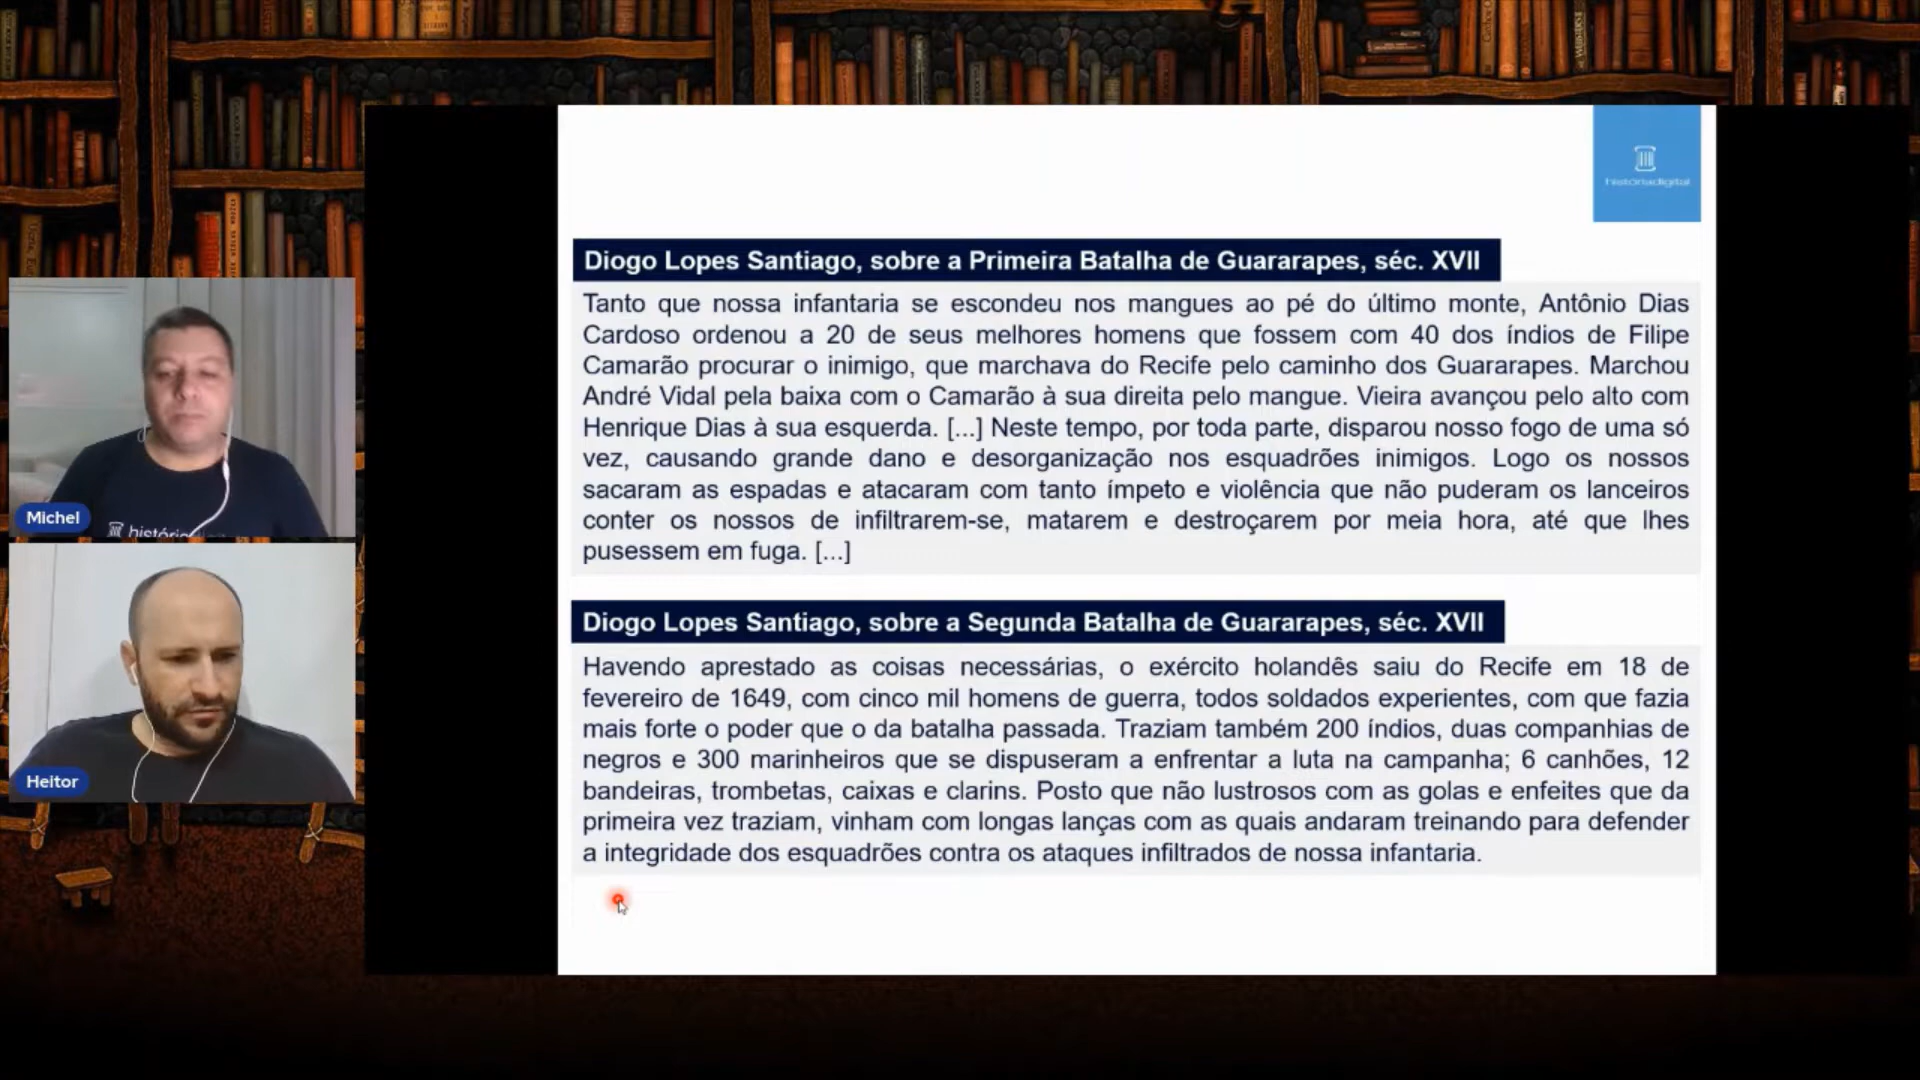 históriadigital
Diogo Lopes Santiago, sobre a Primeira Batalha de Guararapes, séc. XVII
Tanto que nossa infantaria se escondeu nos mangues ao pé do último monte, Antônio Dias
Cardoso ordenou a 20 de seus melhores homens que fossem com 40 dos índios de Filipe
Camarão procurar o inimigo, que marchava do Recife pelo caminho dos Guararapes. Marchou
André Vidal pela baixa com o Camarão à sua direita pelo mangue. Vieira avançou pelo alto com
Henrique Dias à sua esquerda. [...] Neste tempo, por toda parte, disparou nosso fogo de uma só
vez, causando grande dano e desorganização nos esquadrões inimigos. Logo os nossos
sacaram as espadas e atacaram com tanto ímpeto e violência que não puderam os lanceiros
conter os nossos de infiltrarem-se, matarem e destroçarem por meia hora, até que lhes
pusessem em fuga. [...]
Michel
Diogo Lopes Santiago, sobre a Segunda Batalha de Guararapes, séc. XVII
Havendo aprestado as coisas necessárias, o exército holandês saiu do Recife em 18 de
fevereiro de 1649, com cinco mil homens de guerra, todos soldados experientes, com que fazia
mais forte o poder que o da batalha passada. Traziam também 200 índios, duas companhias de
negros e 300 marinheiros que se dispuseram a enfrentar a luta na campanha; 6 canhões, 12
bandeiras, trombetas, caixas e clarins. Posto que não lustrosos com as golas e enfeites que da
primeira vez traziam, vinham com longas lanças com as quais andaram treinando para defender
a integridade dos esquadrões contra os ataques infiltrados de nossa infantaria.
Heitor